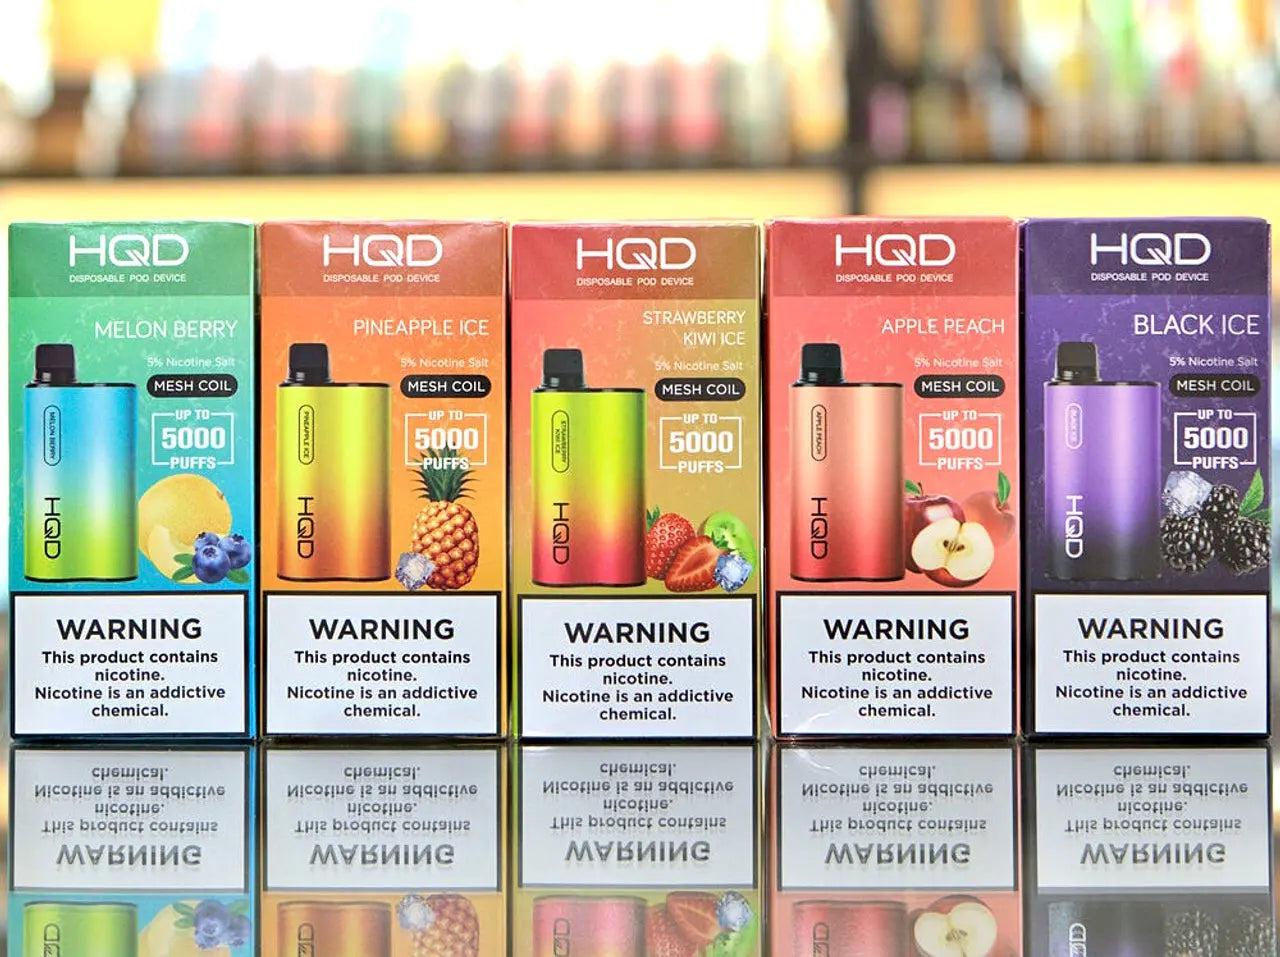 HQD
DISPOSABLE POD DEVICE
MELON BERRY
5% Nicotine Salt
MESH COIL
UP TO
5000
PUFFS
MELON BERRY
HQD
WARNING
This product contains
nicotine.
Nicotine is an addictive
chemical.
HQD
DISPOSABLE POD DEVICE
PINEAPPLE ICE
5% Nicotine Salt
MESH COIL
UP TO
5000
PUFFS
PINEAPPLE ICE
HQD
WARNING
This product contains
nicotine.
Nicotine is an addictive
chemical.
HQD
DISPOSABLE POD DEVICE
STRAWBERRY
KIWI ICE
5% Nicotine Salt
MESH COIL
UP TO
5000
PUFFS
STRAWBERRY
KIWI ICE
HQD
WARNING
This product contains
nicotine.
Nicotine is an addictive
chemical.
HQD
DISPOSABLE POD DEVICE
APPLE PEACH
5% Nicotine Salt
MESH COIL
UP TO
5000
PUFFS
APPLE PEACH
HQD
WARNING
This product contains
nicotine.
Nicotine is an addictive
chemical.
HQD
DISPOSABLE POD DEVICE
BLACK ICE
5% Nicotine Salt
MESH COIL
UP TO
5000
PUFFS
BLACK ICE
HQD
WARNING
This product contains
nicotine.
Nicotine is an addictive
chemical.